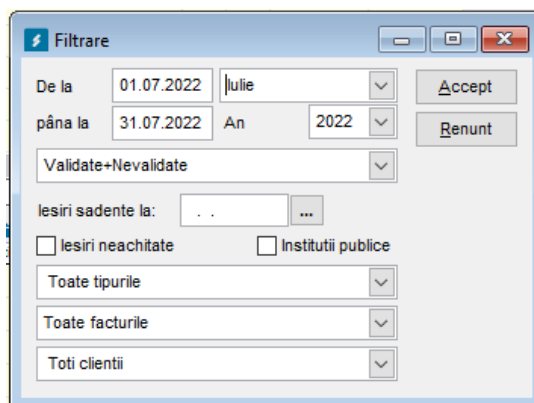 Filtrare
De la 01.07.2022 Iulie Accept
pâna la 31.07.2022 An 2022 Renunt
Validate+Nevalidate
Iesiri sadente la: . . ...
Iesiri neachitate Institutii publice
Toate tipurile
Toate facturile
Toti clientii